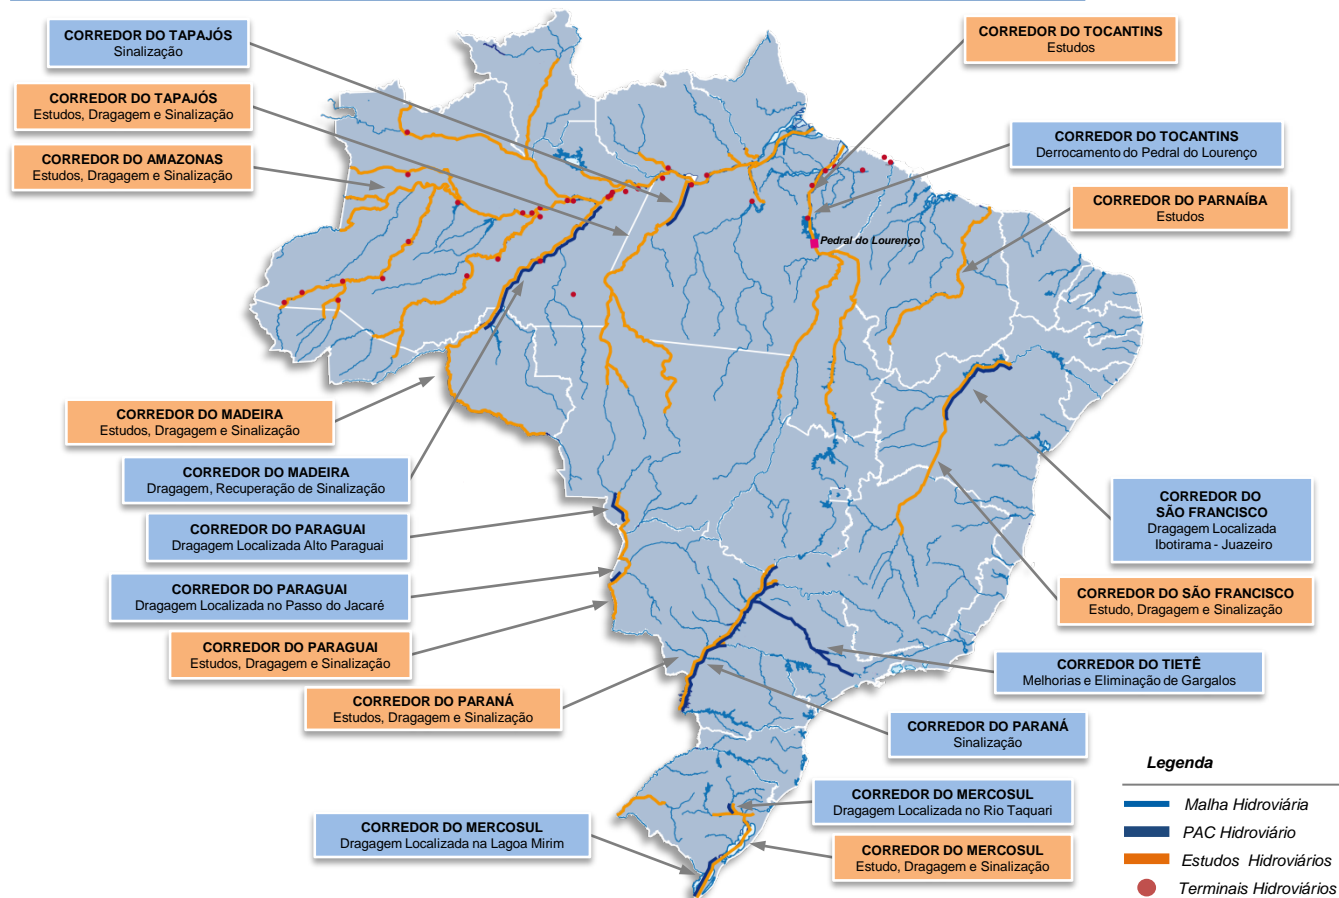 CORREDOR DO TAPAJÓS
Sinalização
CORREDOR DO TAPAJÓS
Estudos, Dragagem e Sinalização
CORREDOR DO AMAZONAS
Estudos, Dragagem e Sinalização
CORREDOR DO TOCANTINS
Estudos
CORREDOR DO TOCANTINS
Derrocamento do Pedral do Lourenço
CORREDOR DO PARNAÍBA
Estudos
Pedral do Lourenço
CORREDOR DO MADEIRA
Estudos, Dragagem e Sinalização
CORREDOR DO MADEIRA
Dragagem, Recuperação de Sinalização
CORREDOR DO PARAGUAI
Dragagem Localizada Alto Paraguai
CORREDOR DO PARAGUAI
Dragagem Localizada no Passo do Jacaré
CORREDOR DO PARAGUAI
Estudos, Dragagem e Sinalização
CORREDOR DO PARANÁ
Estudos, Dragagem e Sinalização
CORREDOR DO
SÃO FRANCISCO
Dragagem Localizada
Ibotirama - Juazeiro
CORREDOR DO SÃO FRANCISCO
Estudo, Dragagem e Sinalização
CORREDOR DO TIETÊ
Melhorias e Eliminação de Gargalos
CORREDOR DO PARANÁ
Sinalização
CORREDOR DO MERCOSUL
Dragagem Localizada no Rio Taquari
CORREDOR DO MERCOSUL
Dragagem Localizada na Lagoa Mirim
CORREDOR DO MERCOSUL
Estudo, Dragagem e Sinalização
Legenda
Malha Hidroviária
PAC Hidroviário
Estudos Hidroviários
Terminais Hidroviários